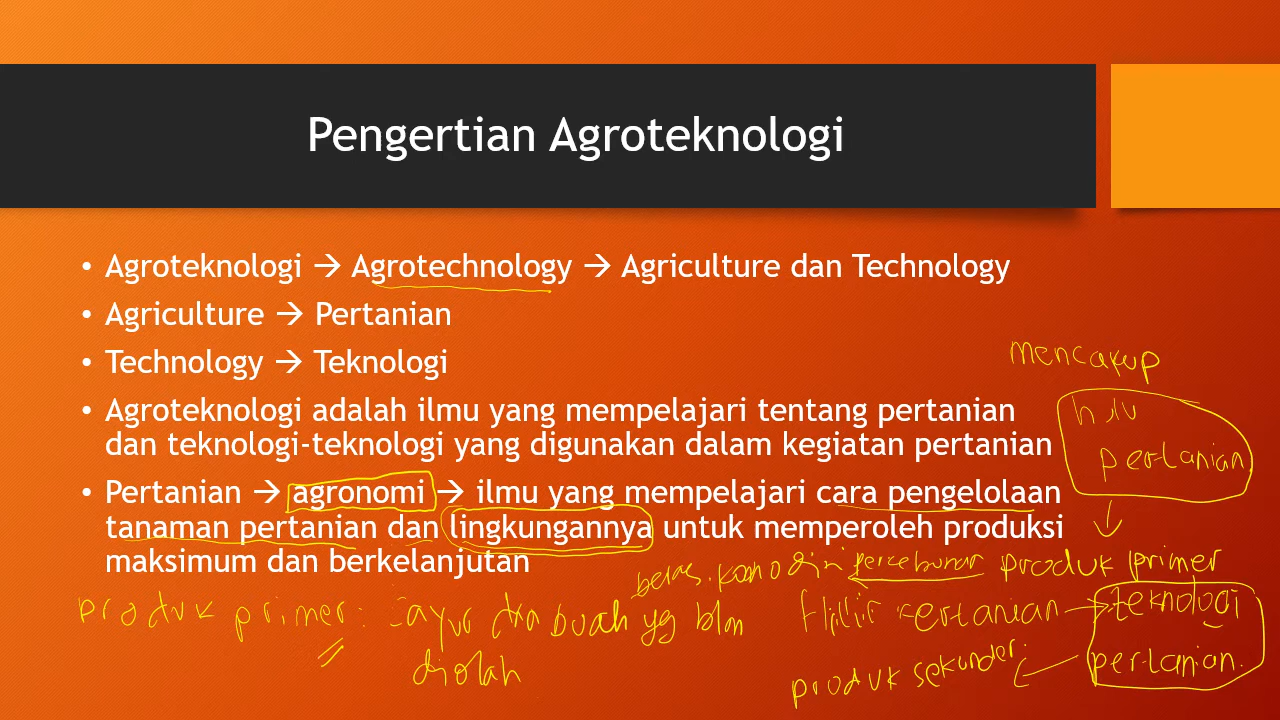 Pengertian Agroteknologi
• Agroteknologi → Agrotechnology → Agriculture dan Technology
• Agriculture → Pertanian
• Technology → Teknologi
mencakup
• Agroteknologi adalah ilmu yang mempelajari tentang pertanian
dan teknologi-teknologi yang digunakan dalam kegiatan pertanian
hulu
pertanian
• Pertanian → agronomi → ilmu yang mempelajari cara pengelolaan
tanaman pertanian dan lingkungannya untuk memperoleh produksi
maksimum dan berkelanjutan
beras. komodin perkebunan produk primer
produk primer: sayur dan buah yg blm
diolah
hilir pertanian → teknologi
pertanian.
produk sekunder.